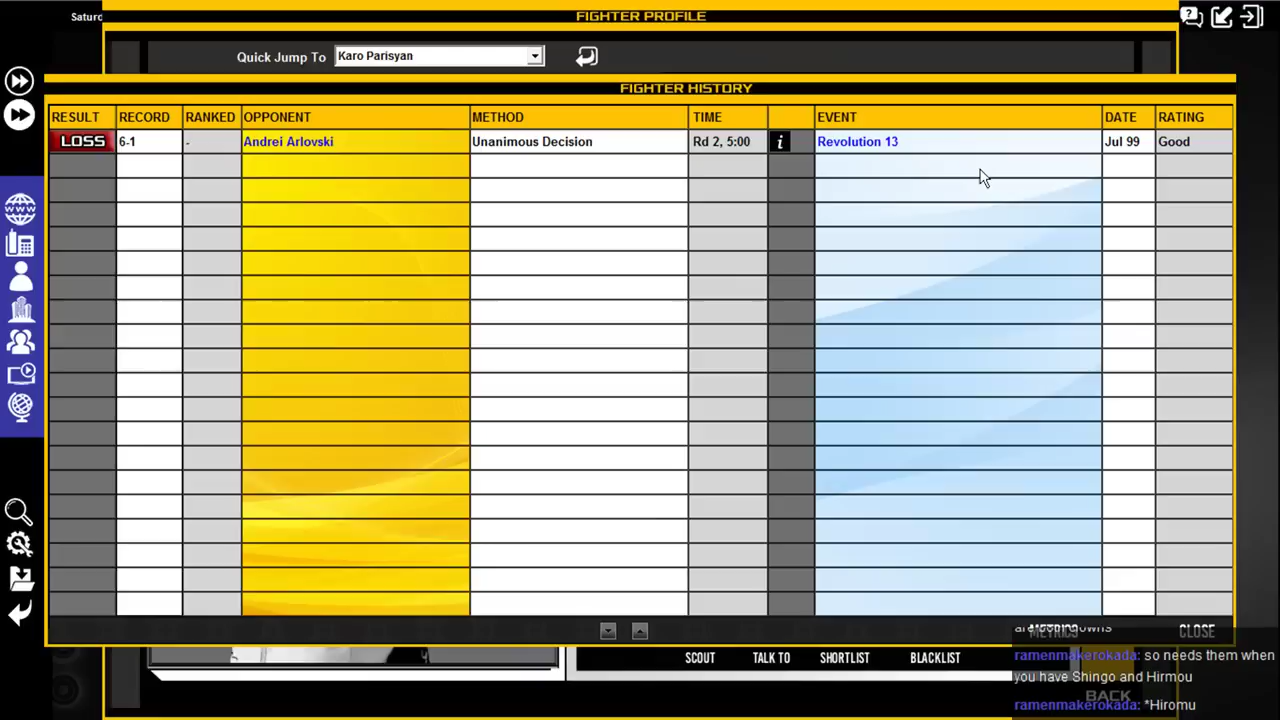 Saturd
FIGHTER PROFILE
Quick Jump To Karo Parisyan
FIGHTER HISTORY
RESULT RECORD RANKED OPPONENT METHOD TIME EVENT DATE RATING
LOSS 6-1 - Andrei Arlovski Unanimous Decision Rd 2, 5:00 i Revolution 13 Jul 99 Good
METRICS CLOSE
SCOUT TALK TO SHORTLIST BLACKLIST
ramenmakerokada: so needs them when
you have Shingo and Hirmou
BACK
ramenmakerokada: *Hiromu